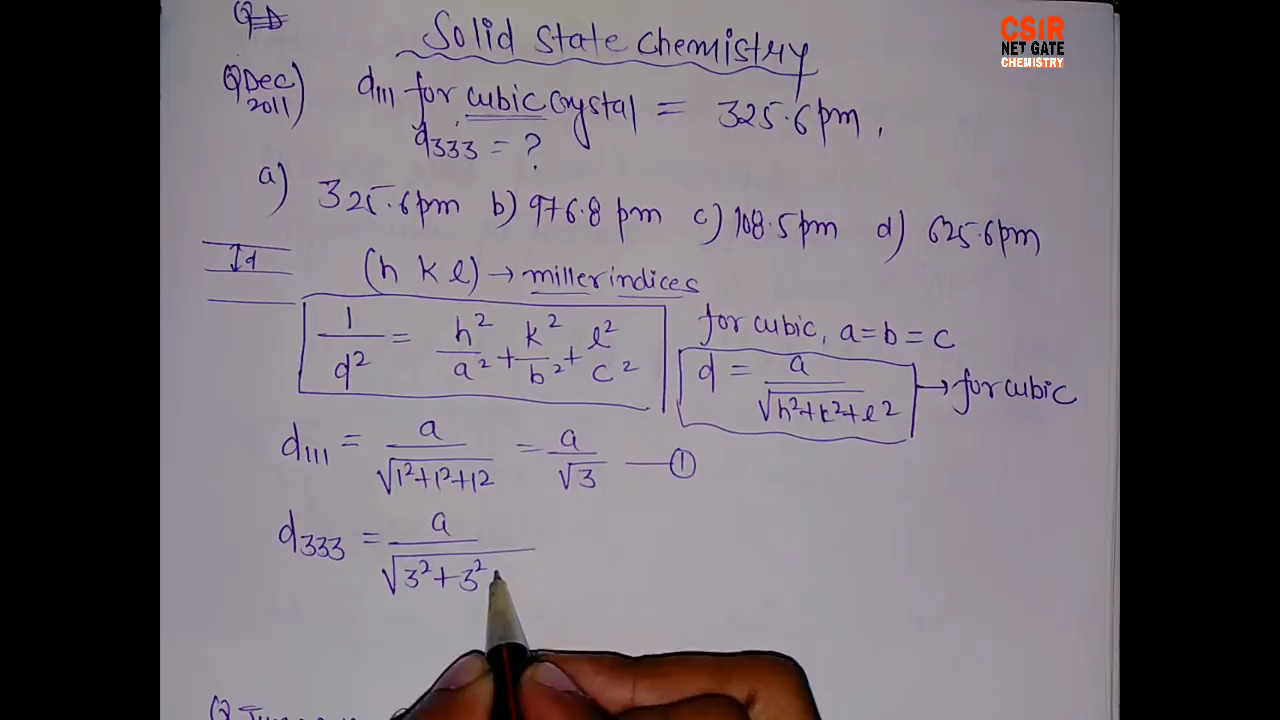 Solid State Chemistry
CSiR
NET GATE
CHEMISTRY
Q Dec 2011) d111 for cubic crystal = 325.6 pm,
d333 = ?
a) 325.6 pm b) 976.8 pm c) 108.5 pm d) 625.6 pm
d
(h k l) → miller indices
1/d² = h²/a² + k²/b² + l²/c²
for cubic, a = b = c
d = a/√h²+k²+l² → for cubic
d111 = a/√1²+1²+12 = a/√3 — ①
d333 = a/√3²+3²